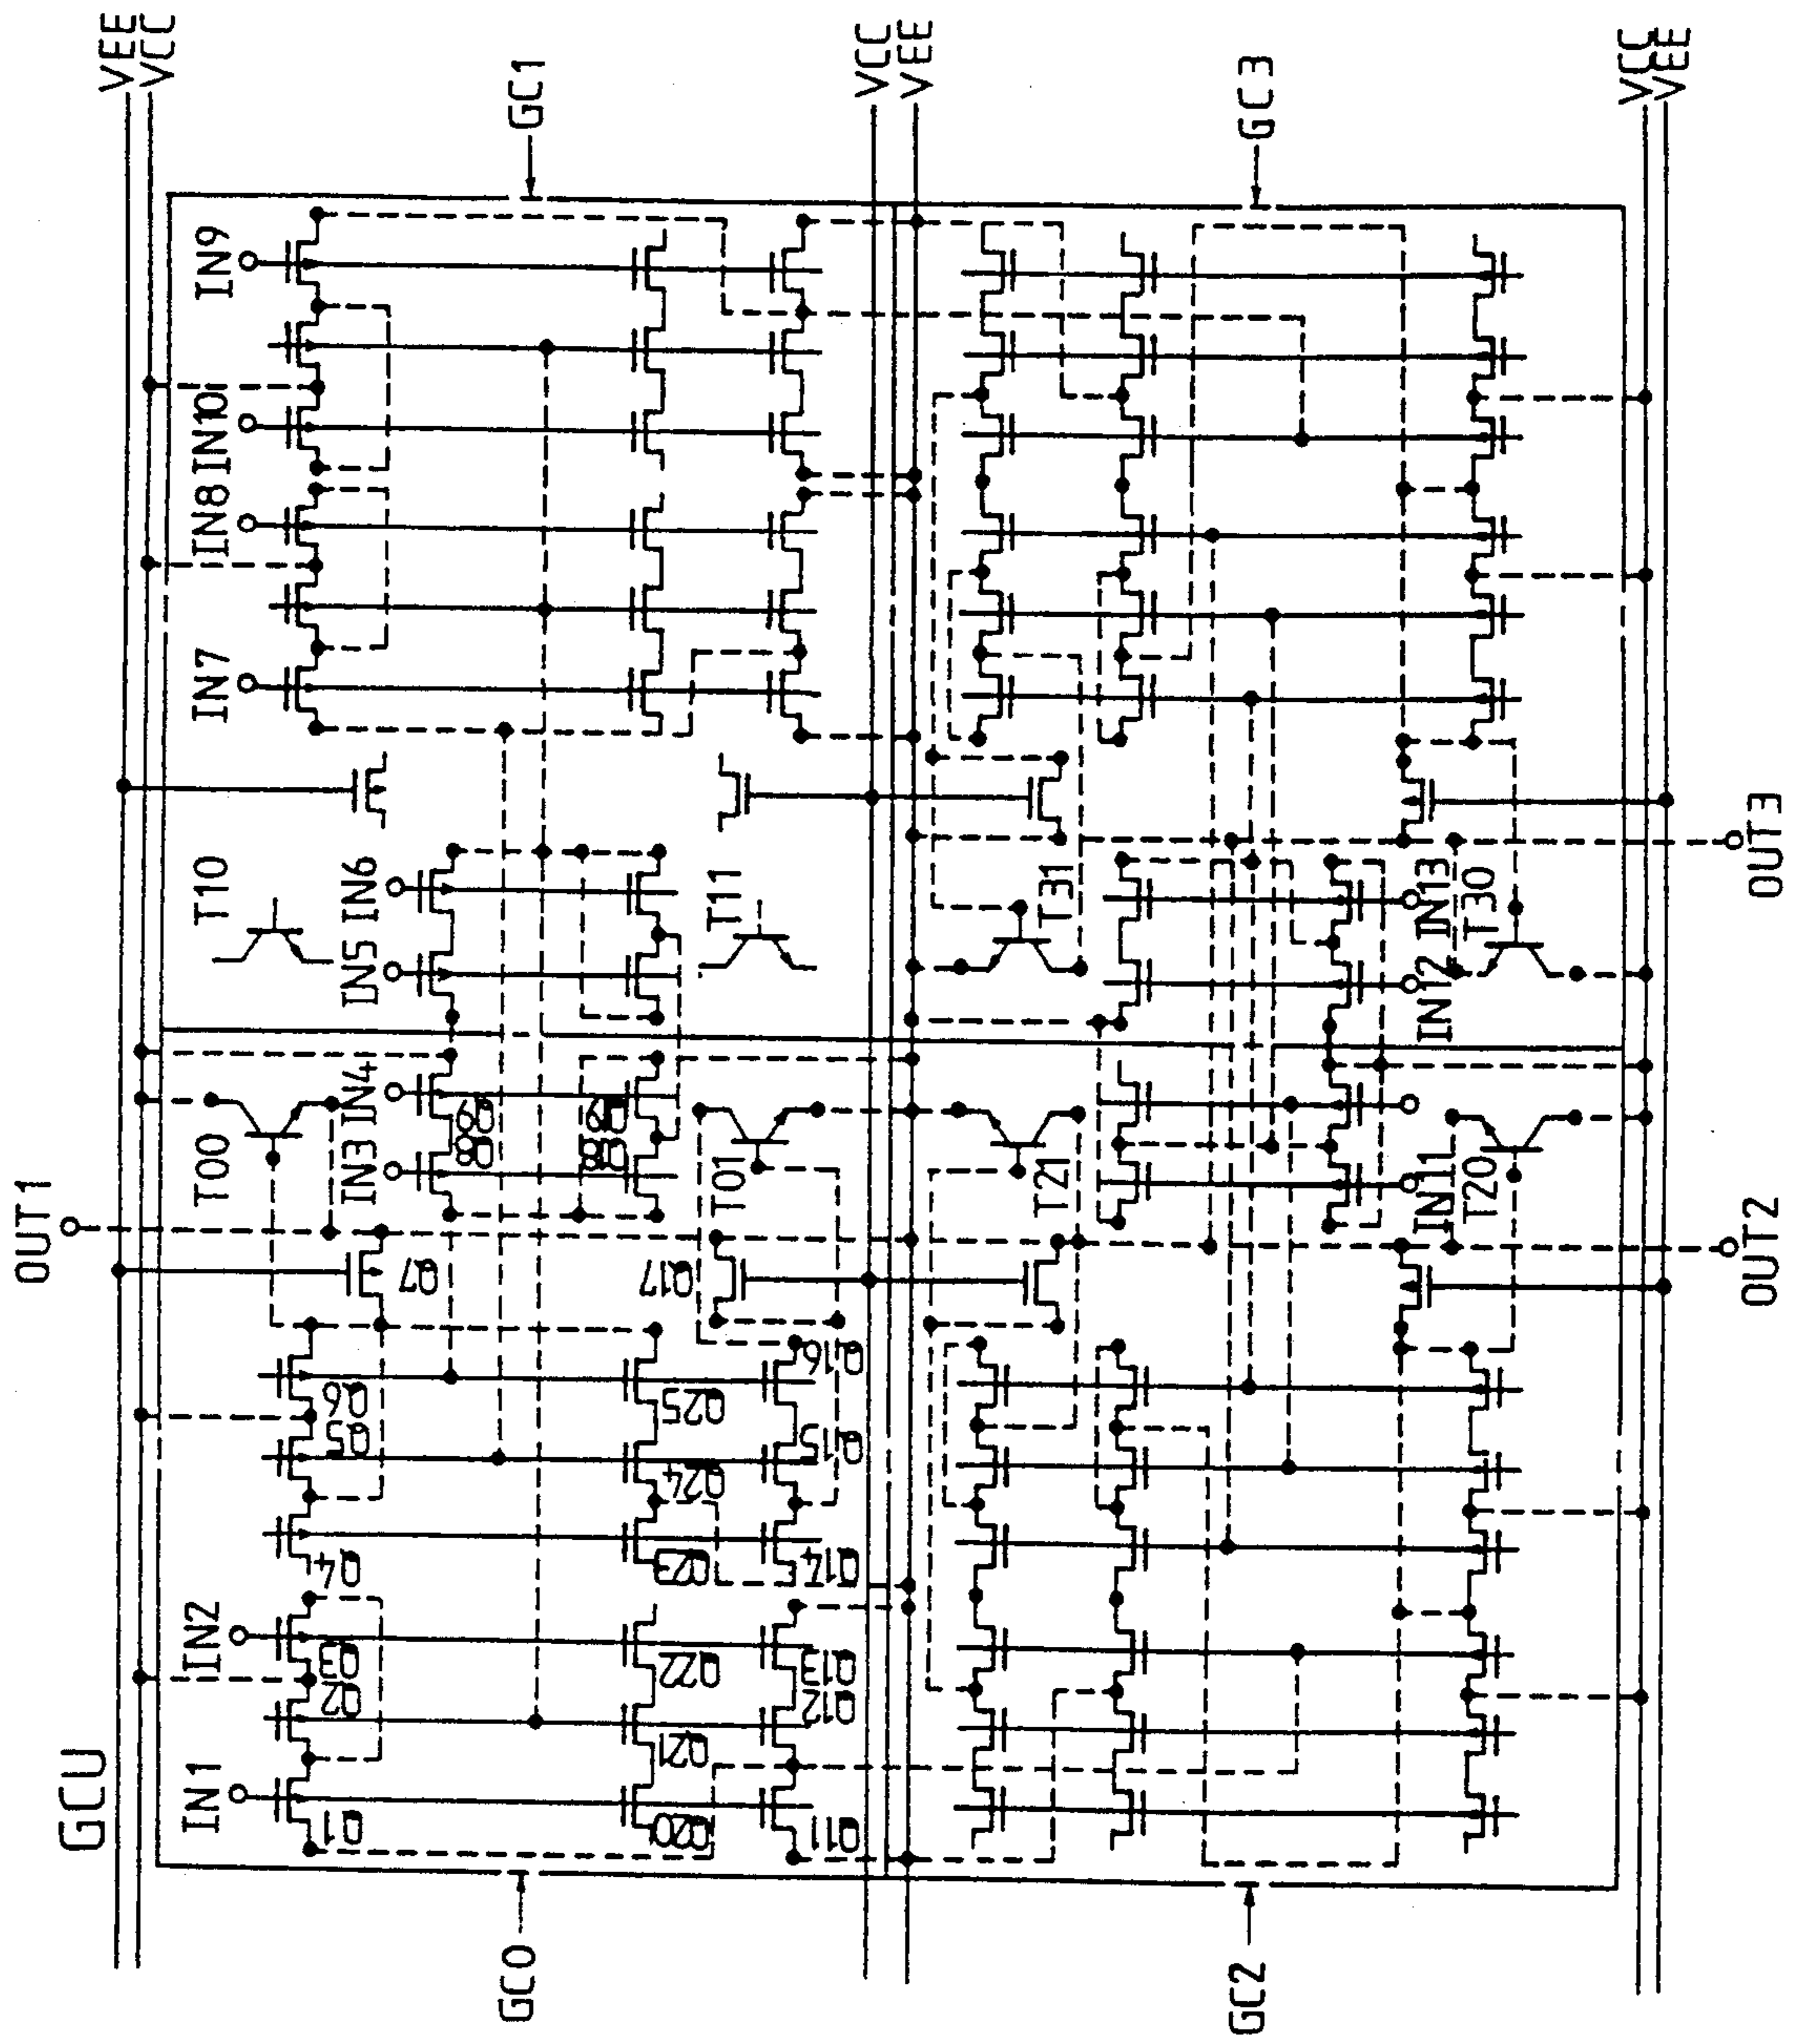 VEE
VCC
VCC
VEE
VCC
VEE
GC1
GC3
IN9
IN10
IN8
IN7
T10
IN6
IN5
T11
T31
IN13
T30
IN12
OUT3
T00
IN4
IN3
Q9
Q8
Q19
Q18
T01
T21
IN11
T20
OUT1
OUT2
Q7
Q17
Q6
Q5
Q4
Q25
Q24
Q23
Q16
Q15
Q14
IN2
Q3
Q2
Q22
Q21
Q13
Q12
GCU
IN1
Q1
Q20
Q11
GC0
GC2